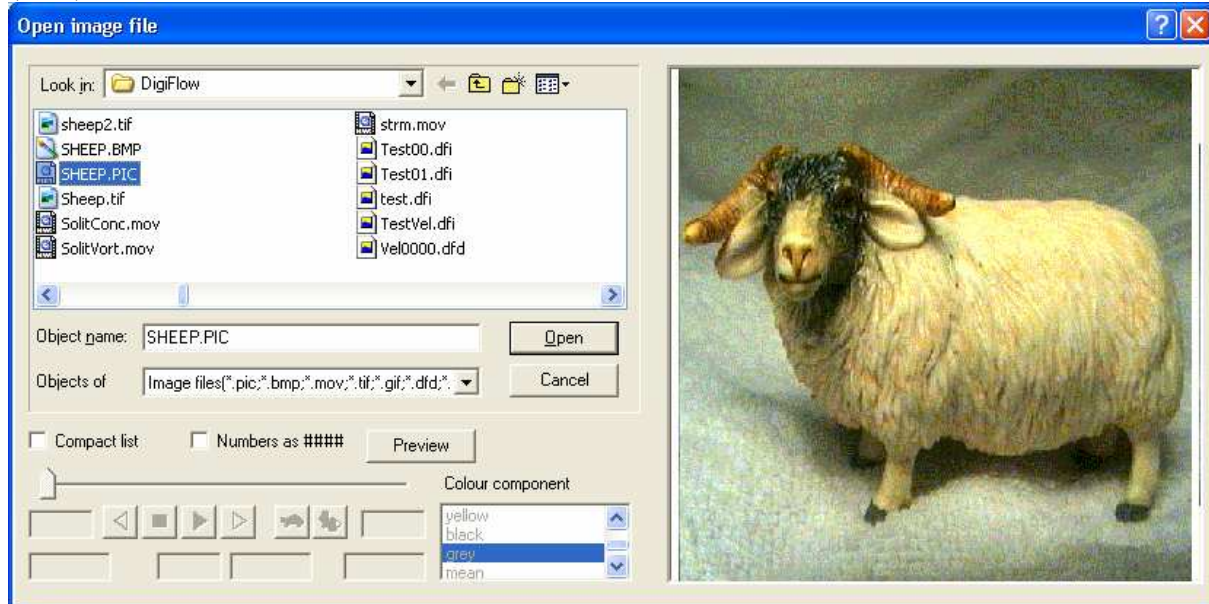 Open image file
Look in: DigiFlow
sheep2.tif
SHEEP.BMP
SHEEP.PIC
Sheep.tif
SolitConc.mov
SolitVort.mov
strm.mov
Test00.dfi
Test01.dfi
test.dfi
TestVel.dfi
Vel0000.dfd
Object name: SHEEP.PIC
Open
Objects of Image files(*.pic;*.bmp;*.mov;*.tif;*.gif;*.dfd;*.
Cancel
Compact list
Numbers as ####
Preview
Colour component
yellow
black
grey
mean